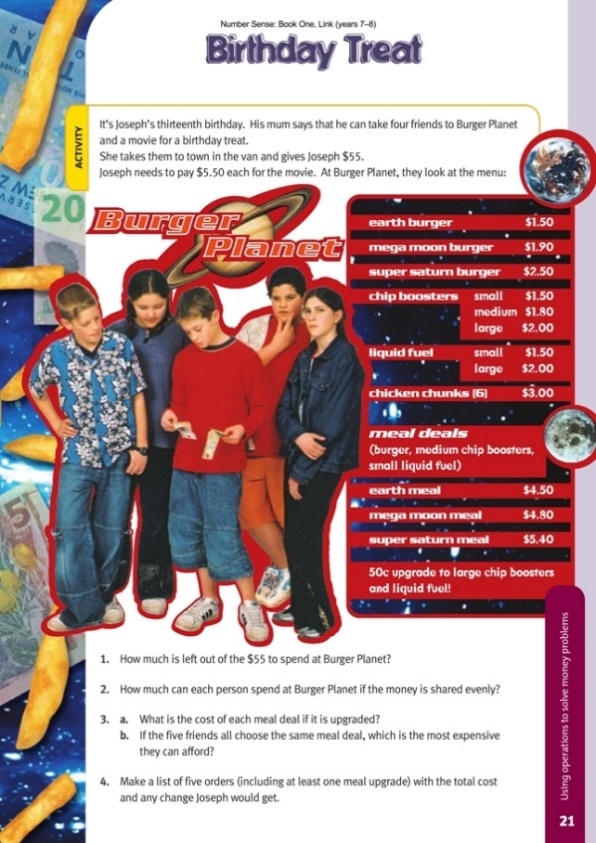 Number Sense: Book One, Link (years 7–8)
Birthday Treat
ACTIVITY
It's Joseph's thirteenth birthday. His mum says that he can take four friends to Burger Planet
and a movie for a birthday treat.
She takes them to town in the van and gives Joseph $55.
Joseph needs to pay $5.50 each for the movie. At Burger Planet, they look at the menu:
20
Burger
Planet
earth burger $1.50
mega moon burger $1.90
super saturn burger $2.50
chip boosters small $1.50
medium $1.80
large $2.00
liquid fuel small $1.50
large $2.00
chicken chunks (6) $3.00
meal deals
(burger, medium chip boosters,
small liquid fuel)
earth meal $4.50
mega moon meal $4.80
super saturn meal $5.40
50c upgrade to large chip boosters
and liquid fuel!
5
1. How much is left out of the $55 to spend at Burger Planet?
2. How much can each person spend at Burger Planet if the money is shared evenly?
3. a. What is the cost of each meal deal if it is upgraded?
b. If the five friends all choose the same meal deal, which is the most expensive
they can afford?
4. Make a list of five orders (including at least one meal upgrade) with the total cost
and any change Joseph would get.
Using operations to solve money problems
21